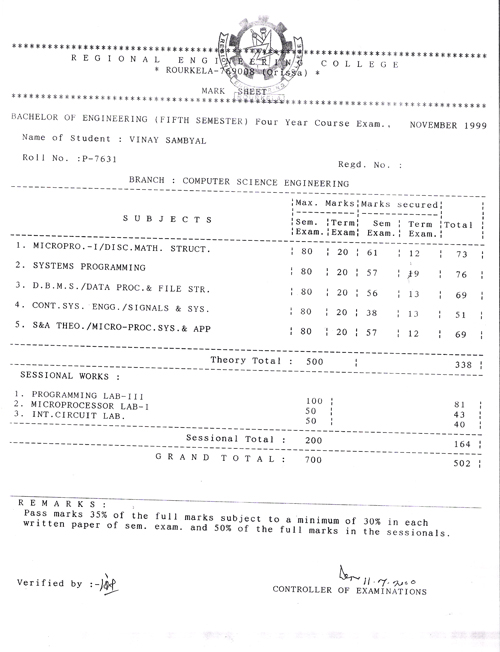 REGIONAL ENGINEERING COLLEGE
* ROURKELA-769008 (Orissa) *
MARK SHEET
BACHELOR OF ENGINEERING (FIFTH SEMESTER) Four Year Course Exam., NOVEMBER 1999
Name of Student : VINAY SAMBYAL
Roll No. :P-7631
Regd. No. :
BRANCH : COMPUTER SCIENCE ENGINEERING
SUBJECTS Max. Marks Marks secured
Sem. Exam. Term Exam Sem Exam. Term Exam. Total
1. MICROPRO.-I/DISC.MATH. STRUCT. 80 20 61 12 73
2. SYSTEMS PROGRAMMING 80 20 57 19 76
3. D.B.M.S./DATA PROC.& FILE STR. 80 20 56 13 69
4. CONT.SYS. ENGG./SIGNALS & SYS. 80 20 38 13 51
5. S&A THEO./MICRO-PROC.SYS.& APP 80 20 57 12 69
Theory Total : 500 338
SESSIONAL WORKS :
1. PROGRAMMING LAB-III 100 81
2. MICROPROCESSOR LAB-I 50 43
3. INT.CIRCUIT LAB. 50 40
Sessional Total : 200 164
GRAND TOTAL: 700 502
REMARKS:
Pass marks 35% of the full marks subject to a minimum of 30% in each
written paper of sem. exam. and 50% of the full marks in the sessionals.
11.7.2000
Verified by :-
CONTROLLER OF EXAMINATIONS